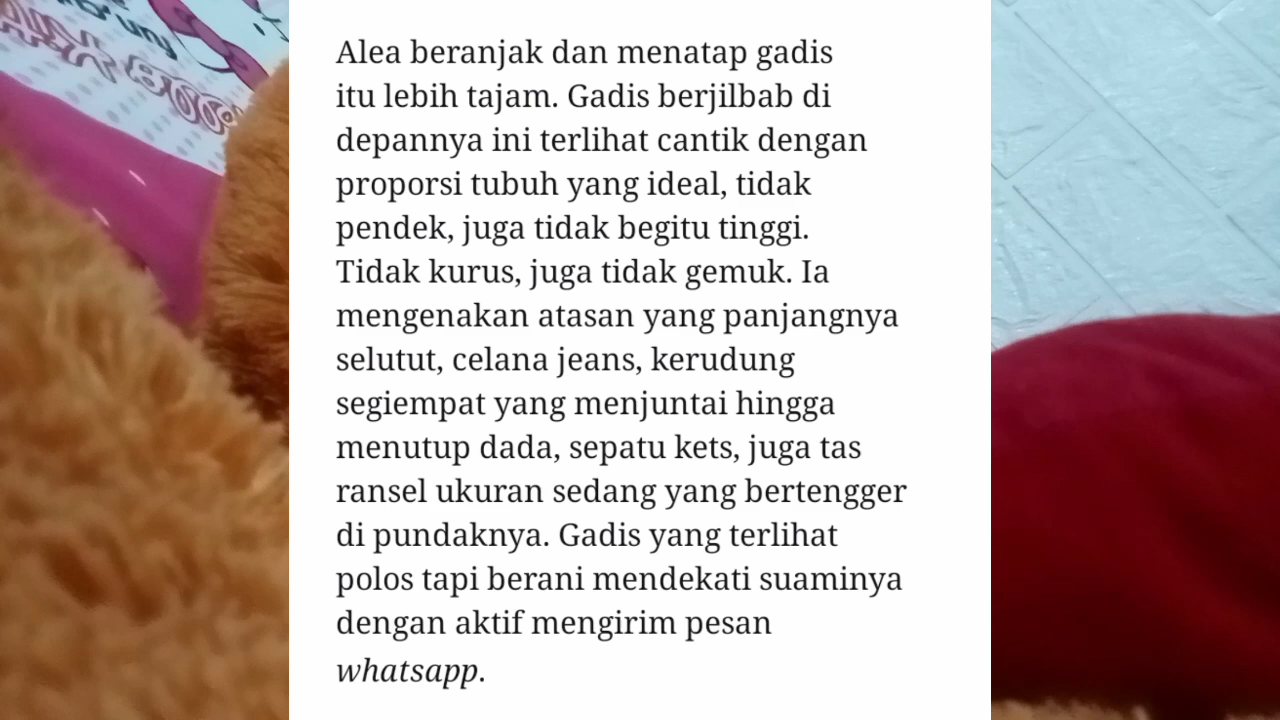 Alea beranjak dan menatap gadis
itu lebih tajam. Gadis berjilbab di
depannya ini terlihat cantik dengan
proporsi tubuh yang ideal, tidak
pendek, juga tidak begitu tinggi.
Tidak kurus, juga tidak gemuk. Ia
mengenakan atasan yang panjangnya
selutut, celana jeans, kerudung
segiempat yang menjuntai hingga
menutup dada, sepatu kets, juga tas
ransel ukuran sedang yang bertengger
di pundaknya. Gadis yang terlihat
polos tapi berani mendekati suaminya
dengan aktif mengirim pesan
whatsapp.